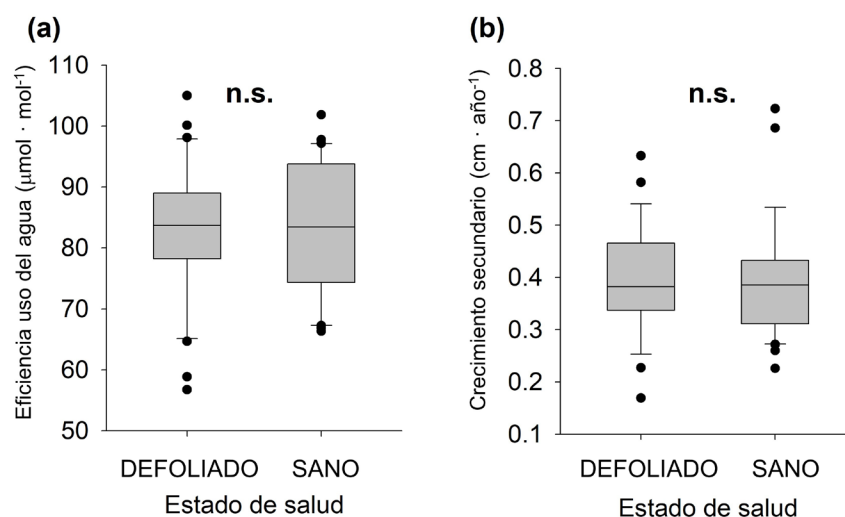 (a)
Eficiencia uso del agua (μmol · mol⁻¹)
110
100
90
80
70
60
50
n.s.
DEFOLIADO SANO
Estado de salud
(b)
Crecimiento secundario (cm · año⁻¹)
0.8
0.7
0.6
0.5
0.4
0.3
0.2
0.1
n.s.
DEFOLIADO SANO
Estado de salud